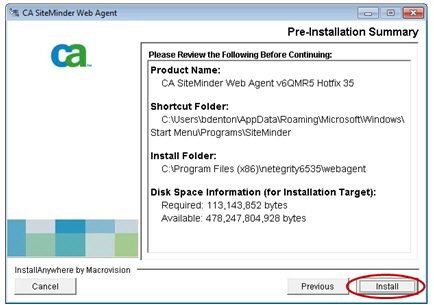 CA SiteMinder Web Agent
Pre-Installation Summary
ca
Please Review the Following Before Continuing:
Product Name:
CA SiteMinder Web Agent v6QMR5 Hotfix 35
Shortcut Folder:
C:\Users\bdenton\AppData\Roaming\Microsoft\Windows\
Start Menu\Programs\SiteMinder
Install Folder:
C:\Program Files (x86)\netegrity6535\webagent
Disk Space Information (for Installation Target):
Required: 113,143,852 bytes
Available: 478,247,804,928 bytes
InstallAnywhere by Macrovision
Cancel
Previous
Install